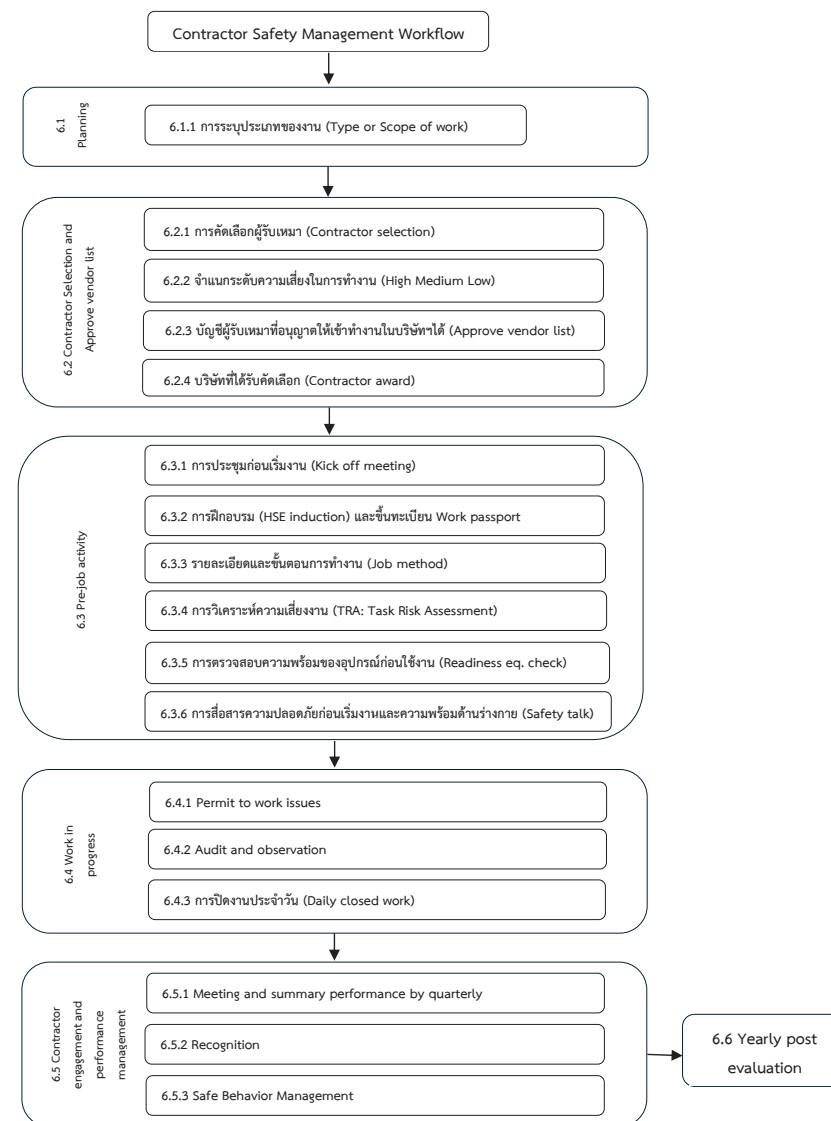 Contractor Safety Management Workflow
6.1
Planning
6.1.1 การระบุประเภทของงาน (Type or Scope of work)
6.2 Contractor Selection and
Approve vendor list
6.2.1 การคัดเลือกผู้รับเหมา (Contractor selection)
6.2.2 จำแนกระดับความเสี่ยงในการทำงาน (High Medium Low)
6.2.3 บัญชีผู้รับเหมาที่อนุญาตให้เข้าทำงานในบริษัทฯได้ (Approve vendor list)
6.2.4 บริษัทที่ได้รับคัดเลือก (Contractor award)
6.3 Pre-job activity
6.3.1 การประชุมก่อนเริ่มงาน (Kick off meeting)
6.3.2 การฝึกอบรม (HSE induction) และขึ้นทะเบียน Work passport
6.3.3 รายละเอียดและขั้นตอนการทำงาน (Job method)
6.3.4 การวิเคราะห์ความเสี่ยงงาน (TRA: Task Risk Assessment)
6.3.5 การตรวจสอบความพร้อมของอุปกรณ์ก่อนใช้งาน (Readiness eq. check)
6.3.6 การสื่อสารความปลอดภัยก่อนเริ่มงานและความพร้อมด้านร่างกาย (Safety talk)
6.4 Work in
progress
6.4.1 Permit to work issues
6.4.2 Audit and observation
6.4.3 การปิดงานประจำวัน (Daily closed work)
6.5 Contractor
engagement and
performance
management
6.5.1 Meeting and summary performance by quarterly
6.5.2 Recognition
6.5.3 Safe Behavior Management
6.6 Yearly post
evaluation